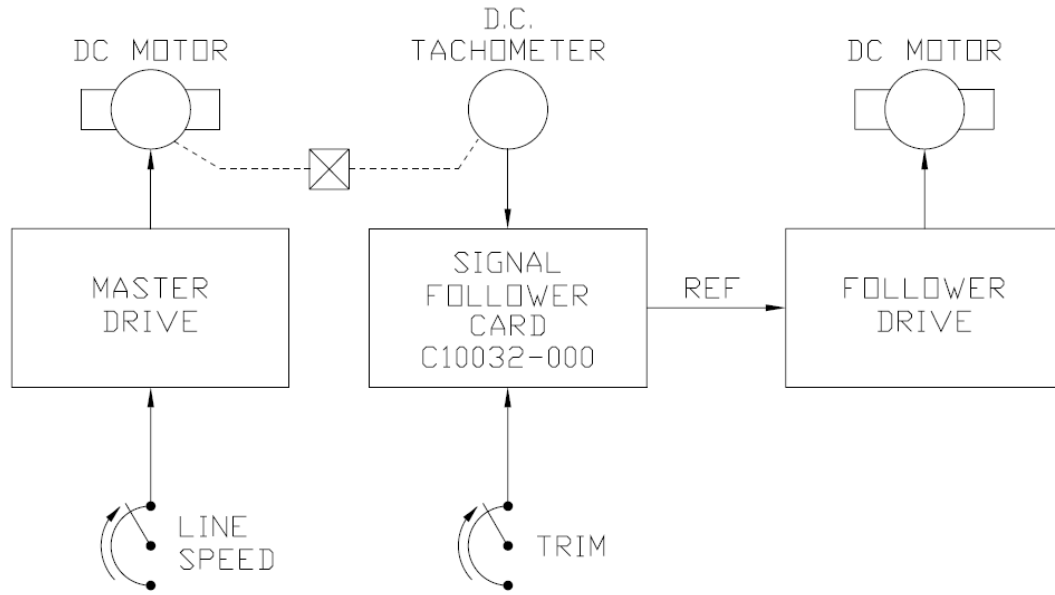 DC MOTOR
D.C.
TACHOMETER
DC MOTOR
MASTER
DRIVE
SIGNAL
FOLLOWER
CARD
C10032-000
REF
FOLLOWER
DRIVE
LINE
SPEED
TRIM